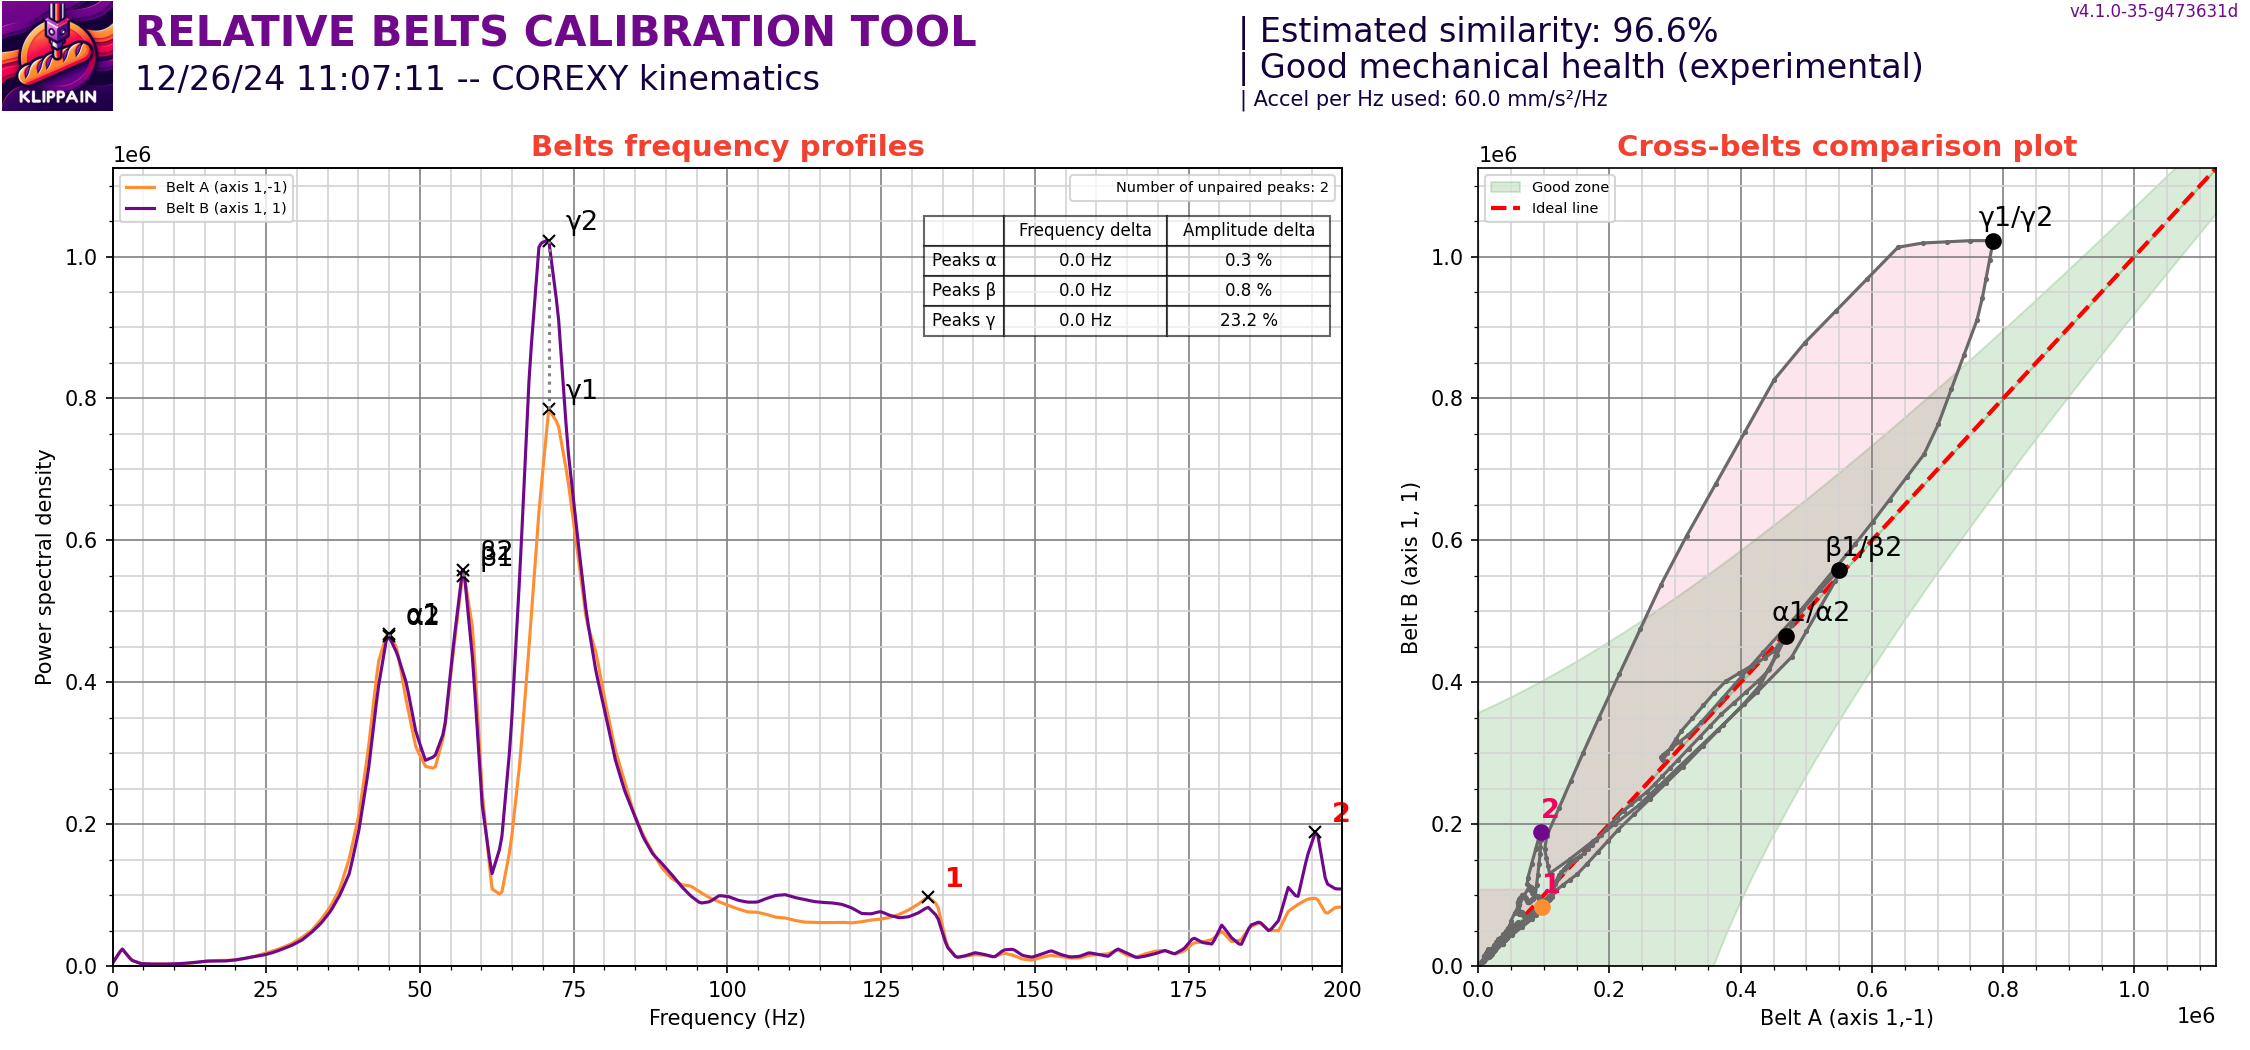 KLIPPAIN
RELATIVE BELTS CALIBRATION TOOL
12/26/24 11:07:11 -- COREXY kinematics
| Estimated similarity: 96.6%
| Good mechanical health (experimental)
| Accel per Hz used: 60.0 mm/s²/Hz
v4.1.0-35-g473631d
Belts frequency profiles
1e6
Belt A (axis 1,-1)
Belt B (axis 1, 1)
Number of unpaired peaks: 2
Frequency delta Amplitude delta
Peaks α 0.0 Hz 0.3 %
Peaks β 0.0 Hz 0.8 %
Peaks γ 0.0 Hz 23.2 %
γ2
γ1
β2
β1
α1
α2
1
2
Power spectral density
1.0
0.8
0.6
0.4
0.2
0.0
0 25 50 75 100 125 150 175 200
Frequency (Hz)
Cross-belts comparison plot
1e6
Good zone
Ideal line
γ1/γ2
β1/β2
α1/α2
2
1
Belt B (axis 1, 1)
1.0
0.8
0.6
0.4
0.2
0.0
0.0 0.2 0.4 0.6 0.8 1.0
Belt A (axis 1,-1)
1e6